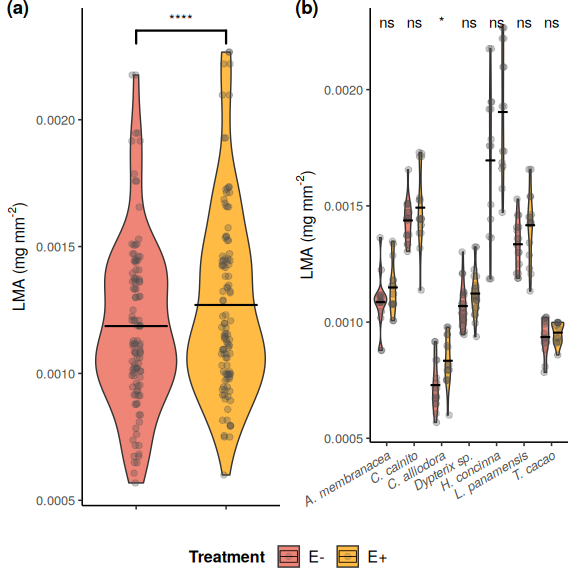 (a)
****
LMA (mg mm-2)
0.0020
0.0015
0.0010
0.0005
(b)
ns ns * ns ns ns ns
LMA (mg mm-2)
0.0020
0.0015
0.0010
0.0005
A. membranacea
C. cainito
C. alliodora
Dypterix sp.
H. concinna
L. panamensis
T. cacao
Treatment E- E+